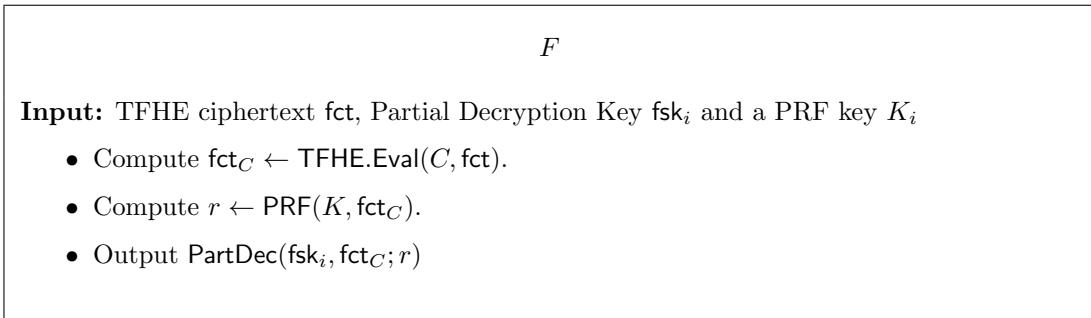 F
Input: TFHE ciphertext fct, Partial Decryption Key fsk_i and a PRF key K_i
• Compute fct_C ← TFHE.Eval(C, fct).
• Compute r ← PRF(K, fct_C).
• Output PartDec(fsk_i, fct_C; r)